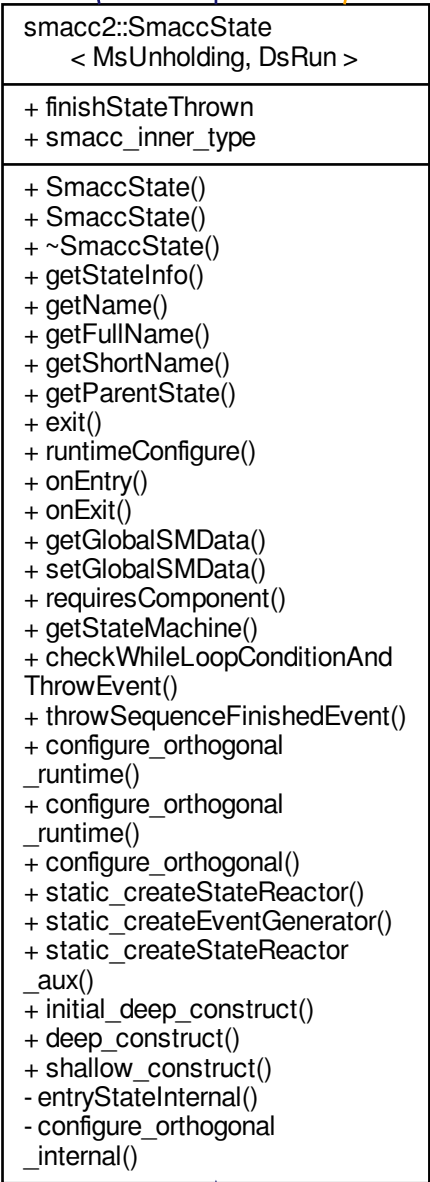 smacc2::SmaccState
< MsUnholding, DsRun >
+ finishStateThrown
+ smacc_inner_type
+ SmaccState()
+ SmaccState()
+ ~SmaccState()
+ getStateInfo()
+ getName()
+ getFullName()
+ getShortName()
+ getParentState()
+ exit()
+ runtimeConfigure()
+ onEntry()
+ onExit()
+ getGlobalSMData()
+ setGlobalSMData()
+ requiresComponent()
+ getStateMachine()
+ checkWhileLoopConditionAnd
ThrowEvent()
+ throwSequenceFinishedEvent()
+ configure_orthogonal
_runtime()
+ configure_orthogonal
_runtime()
+ configure_orthogonal()
+ static_createStateReactor()
+ static_createEventGenerator()
+ static_createStateReactor
_aux()
+ initial_deep_construct()
+ deep_construct()
+ shallow_construct()
- entryStateInternal()
- configure_orthogonal
_internal()